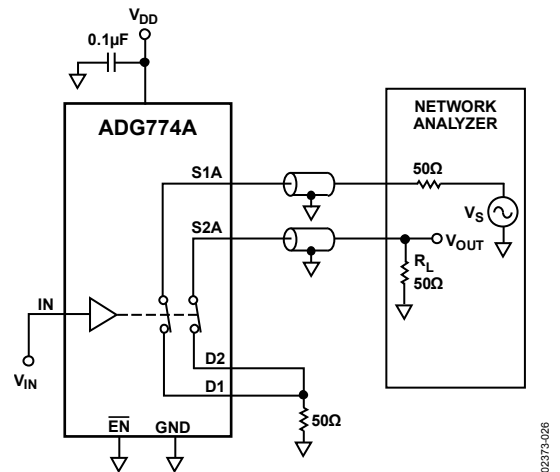 VDD
0.1µF
ADG774A
NETWORK
ANALYZER
S1A
50Ω
VS
S2A
VOUT
RL
50Ω
IN
D2
D1
VIN
50Ω
EN
GND
02373-026